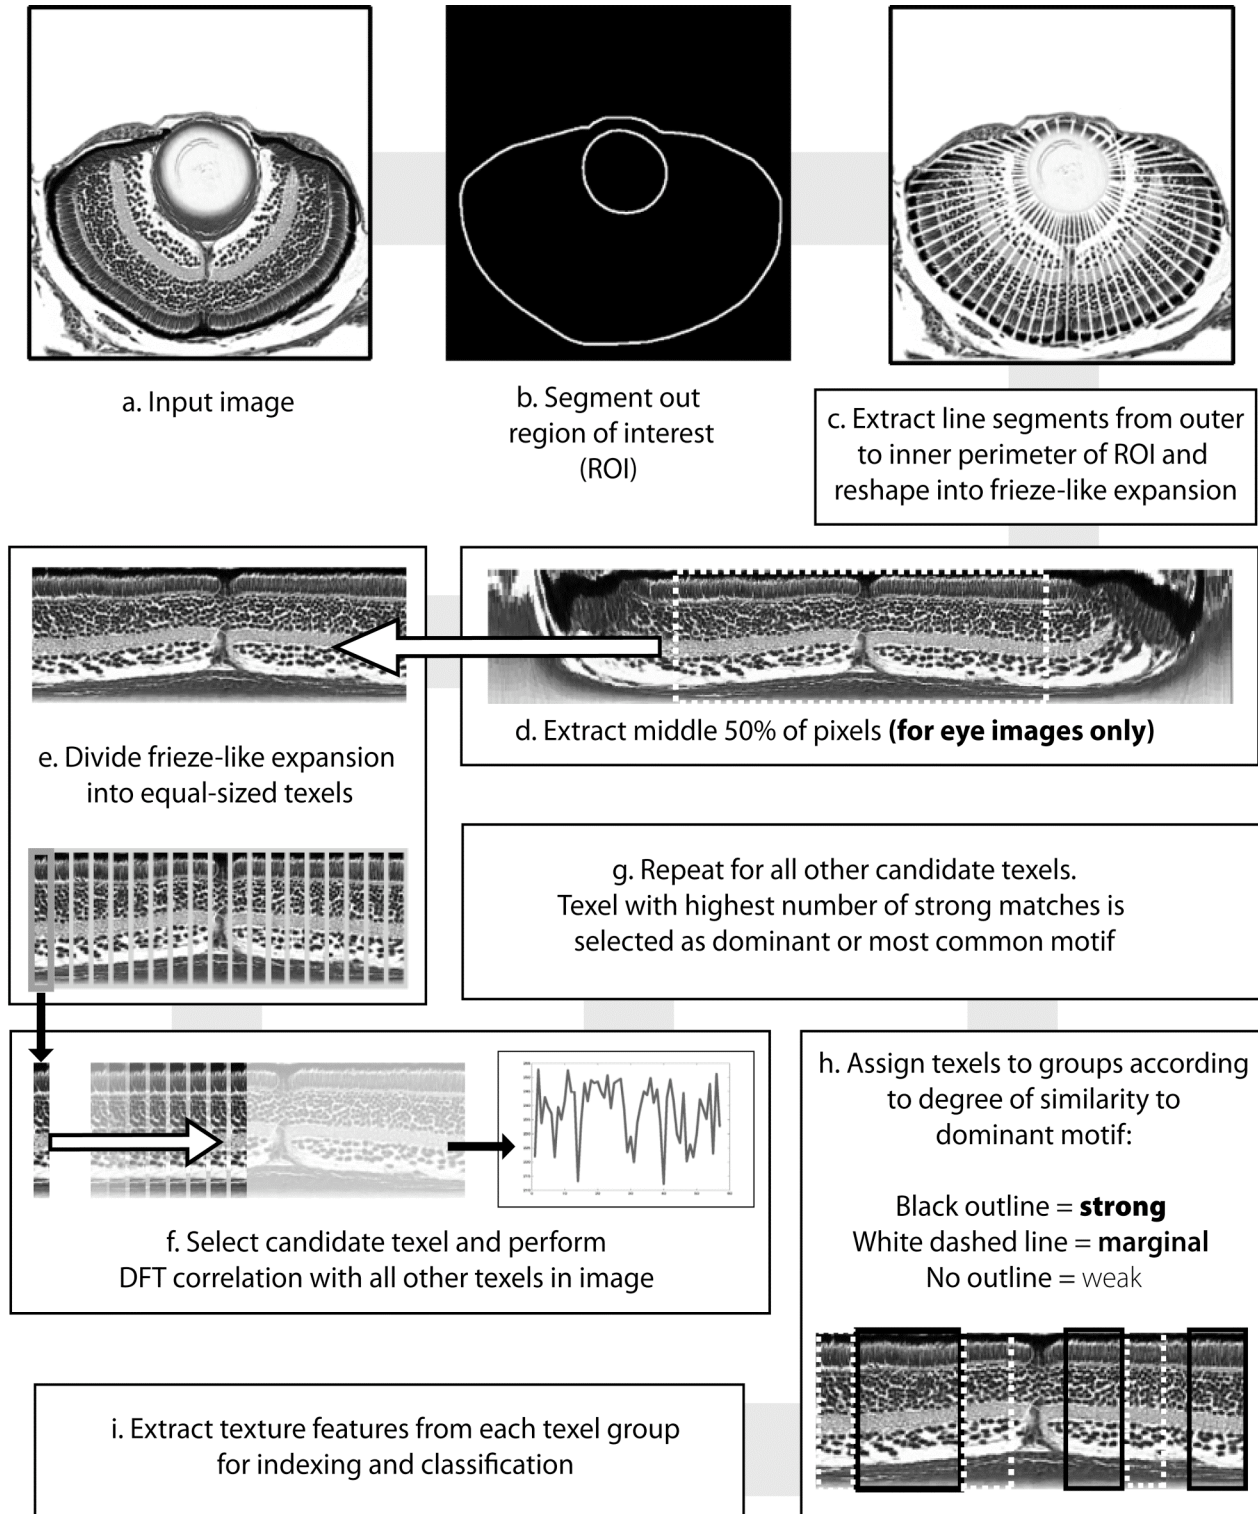 a. Input image
b. Segment out
region of interest
(ROI)
c. Extract line segments from outer
to inner perimeter of ROI and
reshape into frieze-like expansion
d. Extract middle 50% of pixels (for eye images only)
e. Divide frieze-like expansion
into equal-sized texels
g. Repeat for all other candidate texels.
Texel with highest number of strong matches is
selected as dominant or most common motif
f. Select candidate texel and perform
DFT correlation with all other texels in image
h. Assign texels to groups according
to degree of similarity to
dominant motif:
Black outline = strong
White dashed line = marginal
No outline = weak
i. Extract texture features from each texel group
for indexing and classification